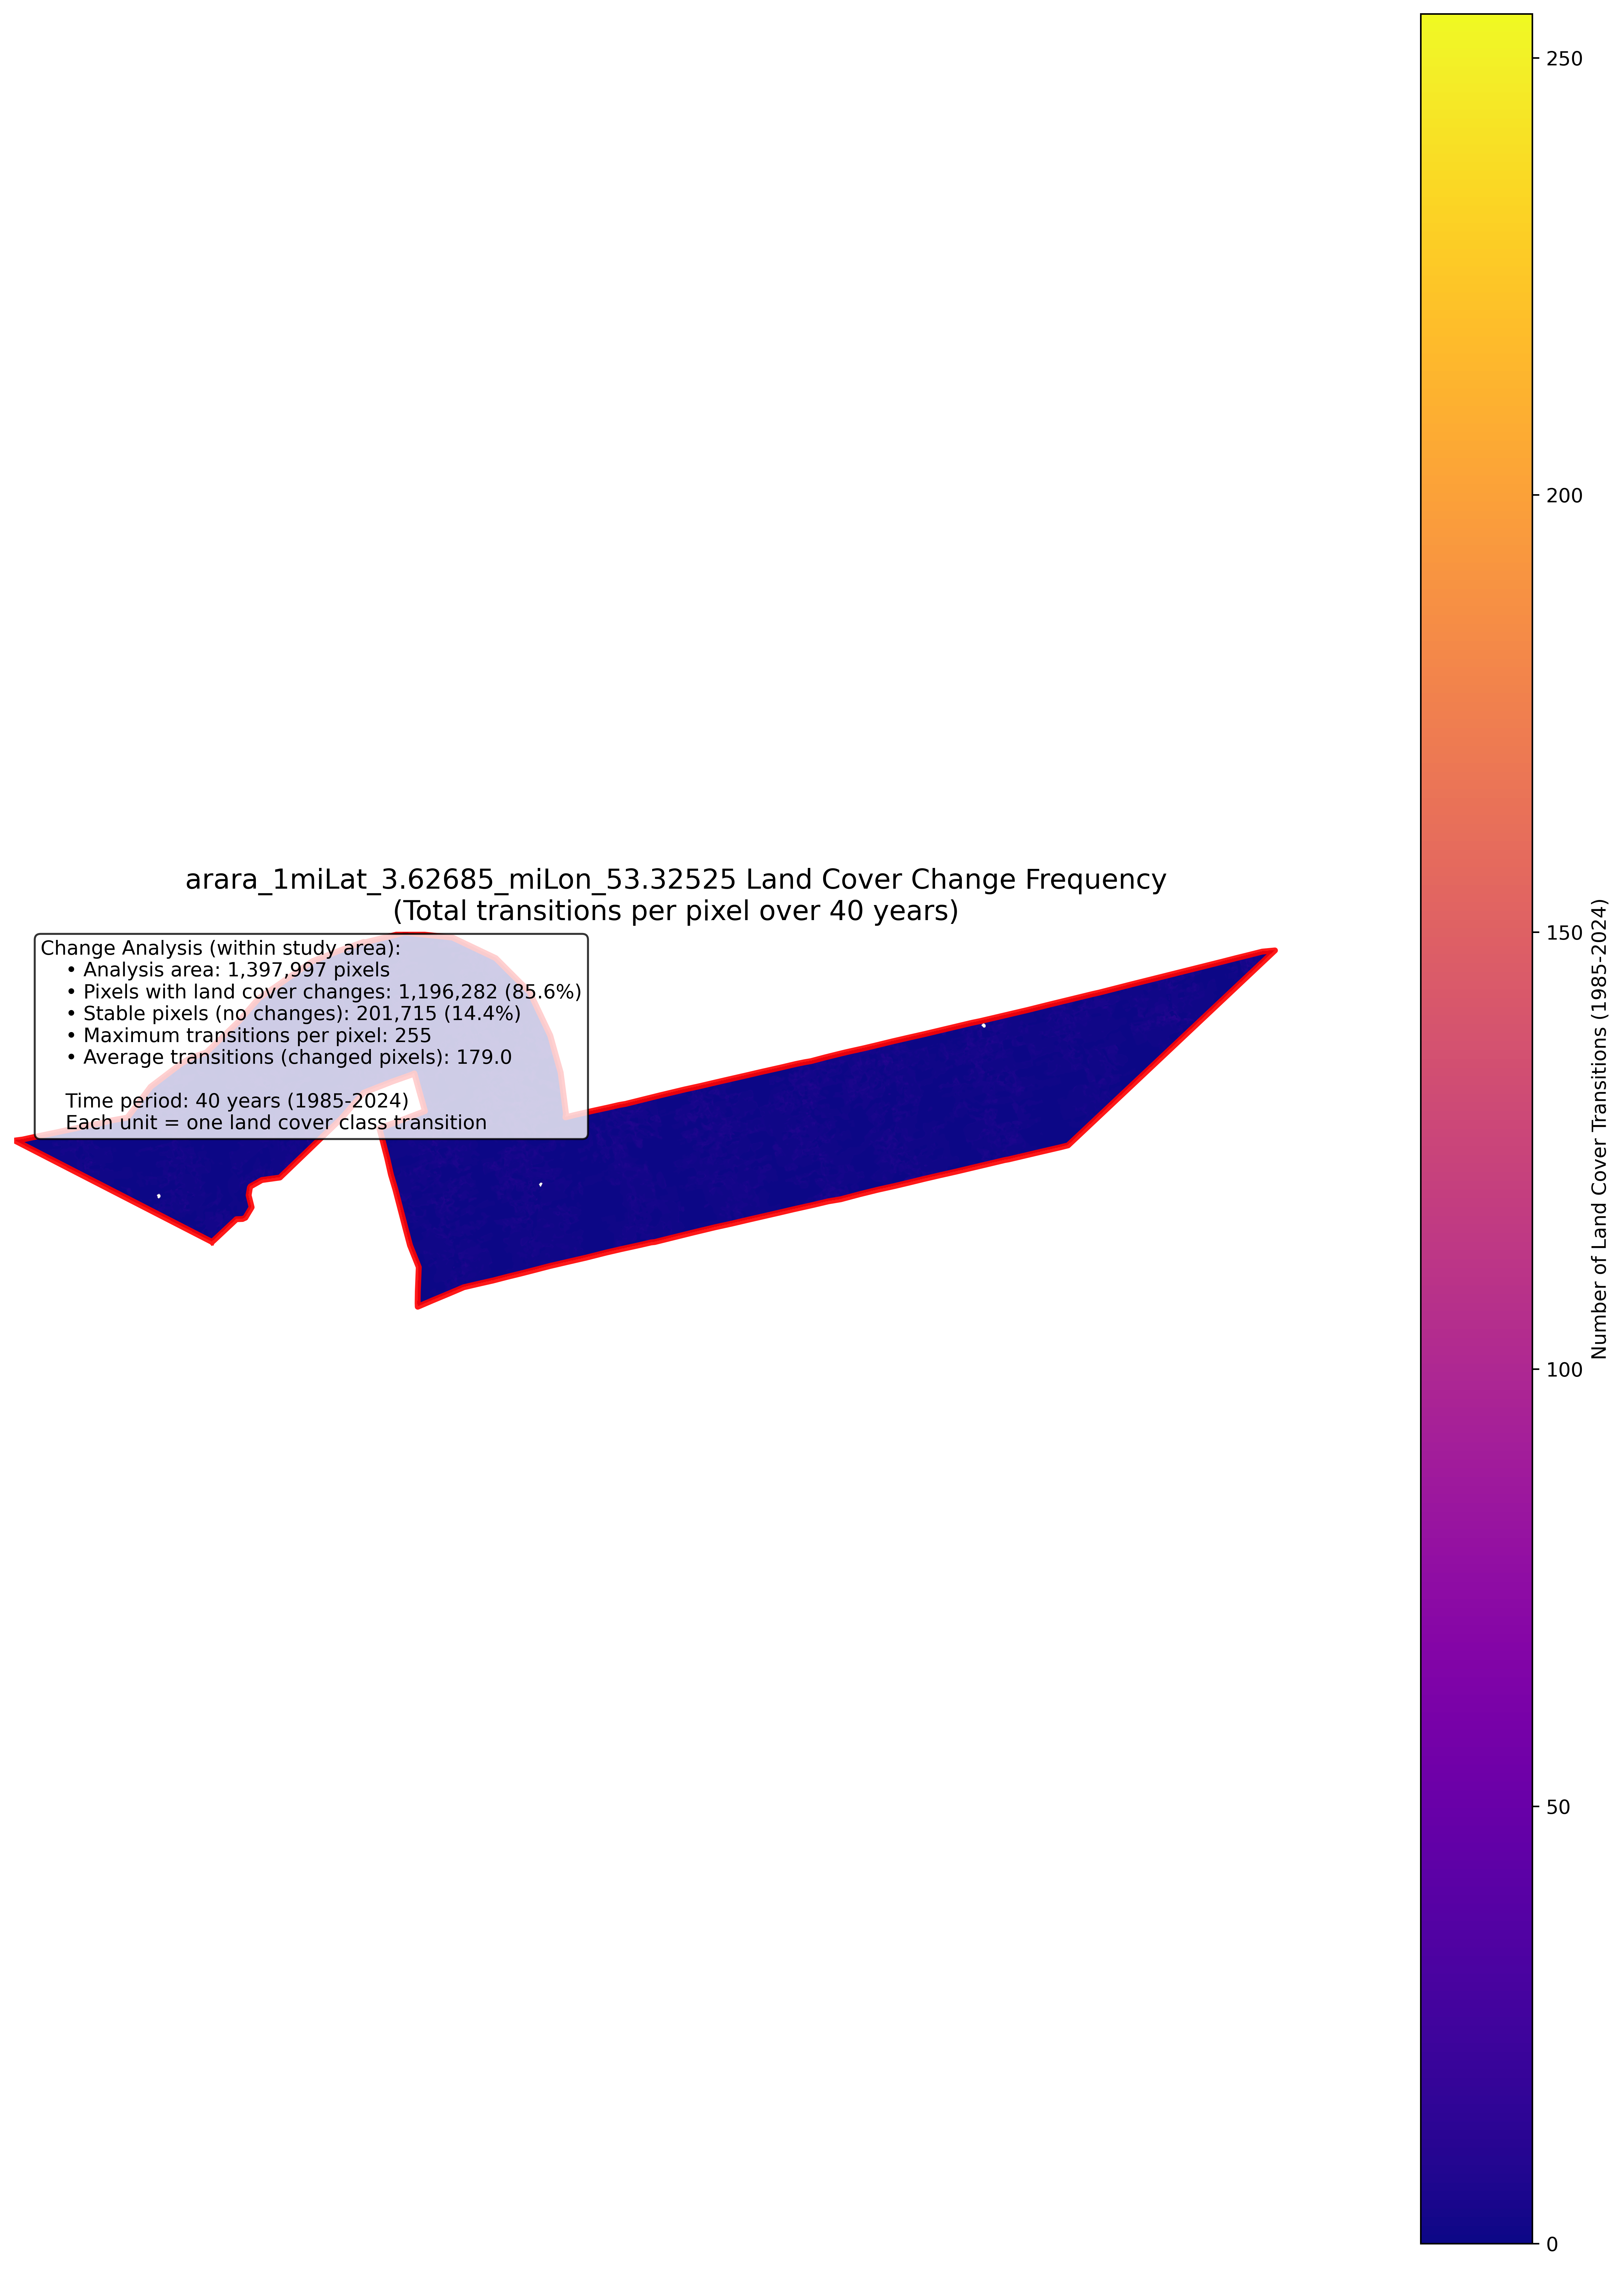 arara_1miLat_3.62685_miLon_53.32525 Land Cover Change Frequency
(Total transitions per pixel over 40 years)
Change Analysis (within study area):
• Analysis area: 1,397,997 pixels
• Pixels with land cover changes: 1,196,282 (85.6%)
• Stable pixels (no changes): 201,715 (14.4%)
• Maximum transitions per pixel: 255
• Average transitions (changed pixels): 179.0
Time period: 40 years (1985-2024)
Each unit = one land cover class transition
250
200
150
100
50
0
Number of Land Cover Transitions (1985-2024)